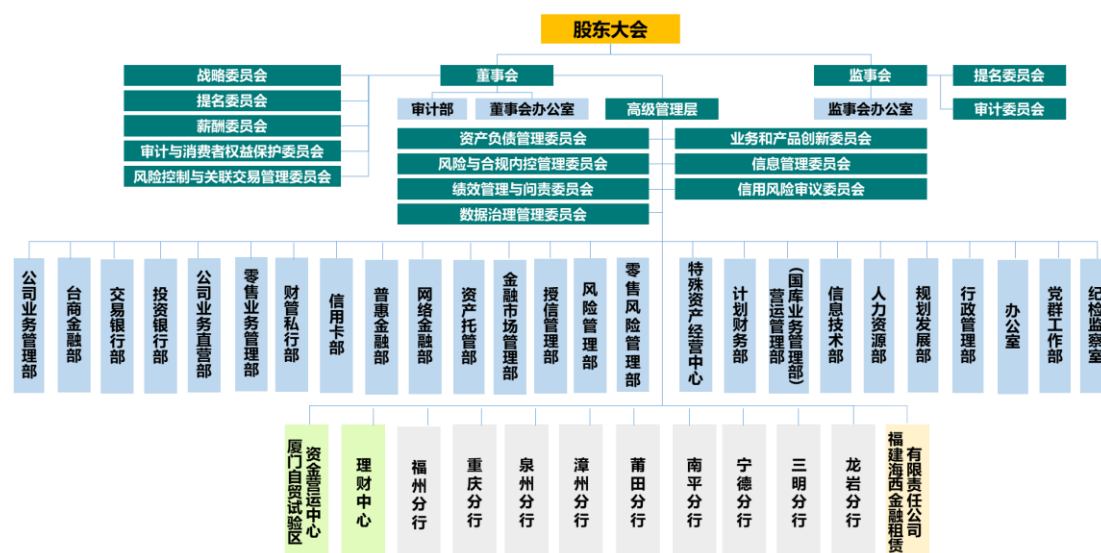 股东大会
战略委员会
董事会
监事会
提名委员会
提名委员会
审计部
董事会办公室
高级管理层
监事会办公室
审计委员会
薪酬委员会
资产负债管理委员会
业务和产品创新委员会
审计与消费者权益保护委员会
风险与合规内控管理委员会
信息管理委员会
风险控制与关联交易管理委员会
绩效管理与问责委员会
信用风险审议委员会
数据治理管理委员会
公司业务管理部
台商金融部
交易银行部
投资银行部
公司业务直营部
零售业务管理部
财管私行部
信用卡部
普惠金融部
网络金融部
资产托管部
金融市场管理部
授信管理部
风险管理部
零售风险管理部
特殊资产经营中心
计划财务部
营运管理部
（国库业务管理部）
信息技术部
人力资源部
规划发展部
行政管理部
办公室
党群工作部
纪检监察室
厦门自贸试验区
资金营运中心
理财中心
福州分行
重庆分行
泉州分行
漳州分行
莆田分行
南平分行
宁德分行
三明分行
龙岩分行
福建海西金融租赁
有限责任公司